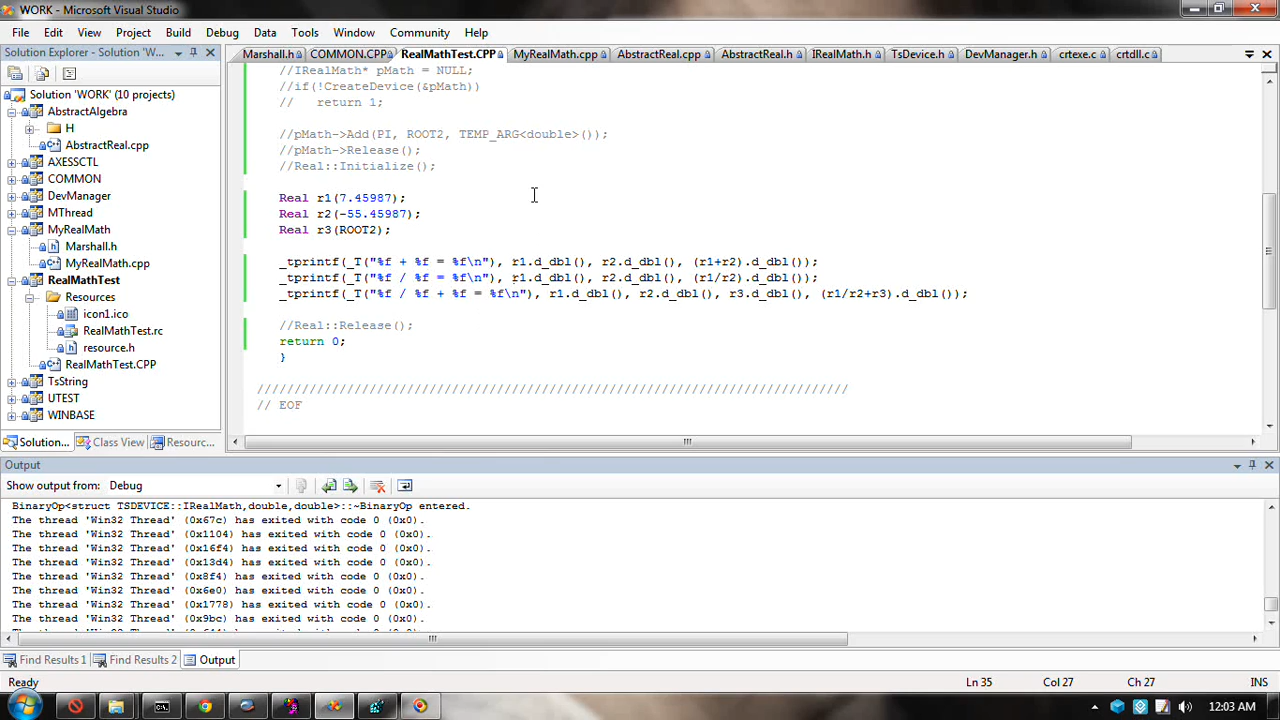 WORK - Microsoft Visual Studio
File Edit View Project Build Debug Data Tools Window Community Help
Solution Explorer - Solution 'W...
Marshall.h COMMON.CPP RealMathTest.CPP MyRealMath.cpp AbstractReal.cpp AbstractReal.h IRealMath.h TsDevice.h DevManager.h crtexe.c crtdll.c
Solution 'WORK' (10 projects)
AbstractAlgebra
H
AbstractReal.cpp
AXESSCTL
COMMON
DevManager
MThread
MyRealMath
Marshall.h
MyRealMath.cpp
RealMathTest
Resources
icon1.ico
RealMathTest.rc
resource.h
RealMathTest.CPP
TsString
UTEST
WINBASE
Solution... Class View Resourc...
//IRealMath* pMath = NULL;
//if(!CreateDevice(&pMath))
// return 1;
//pMath->Add(PI, ROOT2, TEMP_ARG<double>());
//pMath->Release();
//Real::Initialize();
Real r1(7.45987);
Real r2(-55.45987);
Real r3(ROOT2);
_tprintf(_T("%f + %f = %f\n"), r1.d_dbl(), r2.d_dbl(), (r1+r2).d_dbl());
_tprintf(_T("%f / %f = %f\n"), r1.d_dbl(), r2.d_dbl(), (r1/r2).d_dbl());
_tprintf(_T("%f / %f + %f = %f\n"), r1.d_dbl(), r2.d_dbl(), r3.d_dbl(), (r1/r2+r3).d_dbl());
//Real::Release();
return 0;
}
///////////////////////////////////////////////////////////////////////////////
// EOF
Output
Show output from: Debug
BinaryOp<struct TSDEVICE::IRealMath,double,double>::~BinaryOp entered.
The thread 'Win32 Thread' (0x67c) has exited with code 0 (0x0).
The thread 'Win32 Thread' (0x1104) has exited with code 0 (0x0).
The thread 'Win32 Thread' (0x16f4) has exited with code 0 (0x0).
The thread 'Win32 Thread' (0x13d4) has exited with code 0 (0x0).
The thread 'Win32 Thread' (0x8f4) has exited with code 0 (0x0).
The thread 'Win32 Thread' (0x6e0) has exited with code 0 (0x0).
The thread 'Win32 Thread' (0x1778) has exited with code 0 (0x0).
The thread 'Win32 Thread' (0x9bc) has exited with code 0 (0x0).
Find Results 1 Find Results 2 Output
Ready Ln 35 Col 27 Ch 27 INS
12:03 AM